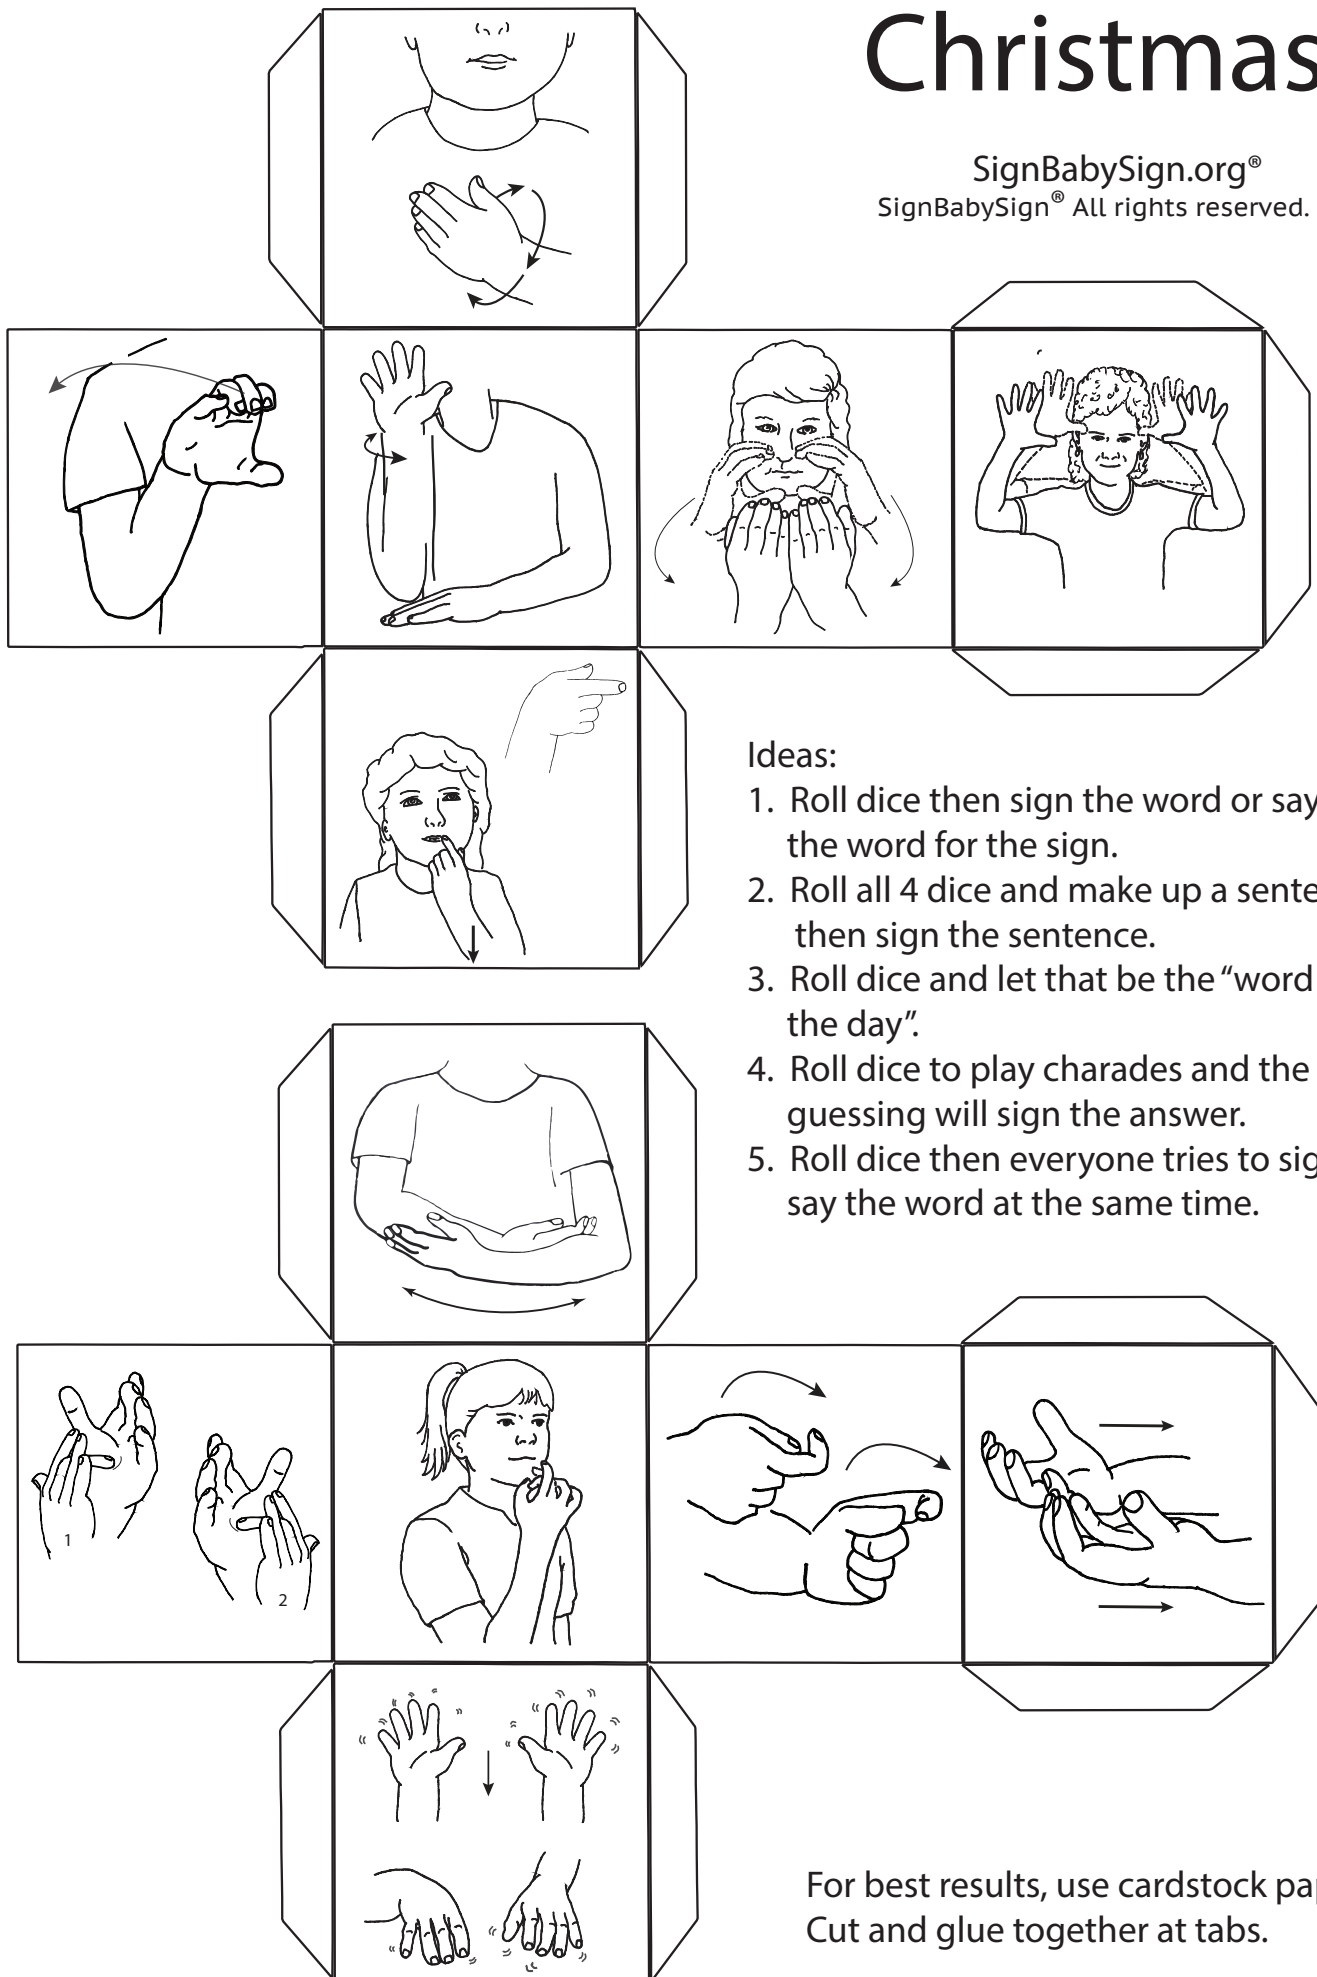 Christmas
SignBabySign.org®
SignBabySign® All rights reserved.
Ideas:
1. Roll dice then sign the word or say
the word for the sign.
2. Roll all 4 dice and make up a sente
then sign the sentence.
3. Roll dice and let that be the “word
the day”.
4. Roll dice to play charades and the
guessing will sign the answer.
5. Roll dice then everyone tries to sig
say the word at the same time.
1
2
For best results, use cardstock pa
Cut and glue together at tabs.